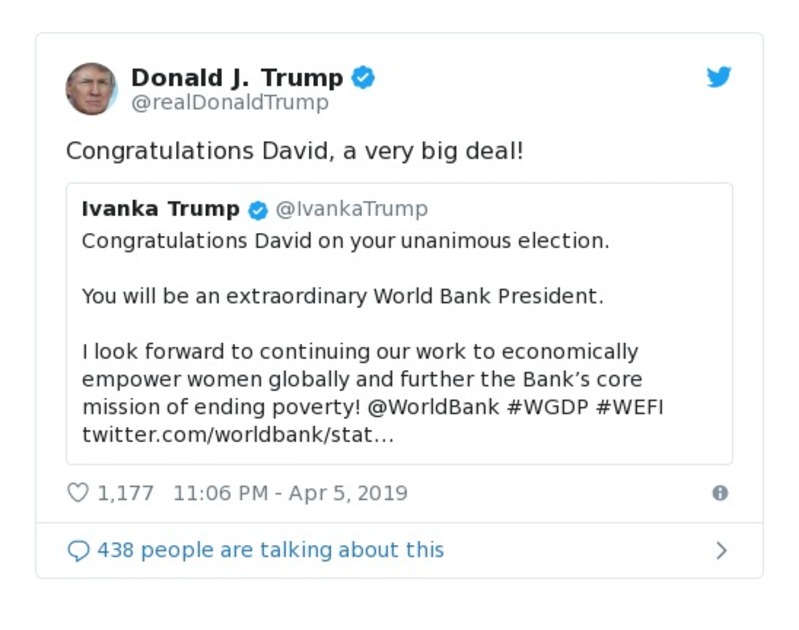 Donald J. Trump
@realDonaldTrump
Congratulations David, a very big deal!
Ivanka Trump @IvankaTrump
Congratulations David on your unanimous election.
You will be an extraordinary World Bank President.
I look forward to continuing our work to economically
empower women globally and further the Bank’s core
mission of ending poverty! @WorldBank #WGDP #WEFI
twitter.com/worldbank/stat…
1,177 11:06 PM - Apr 5, 2019
438 people are talking about this